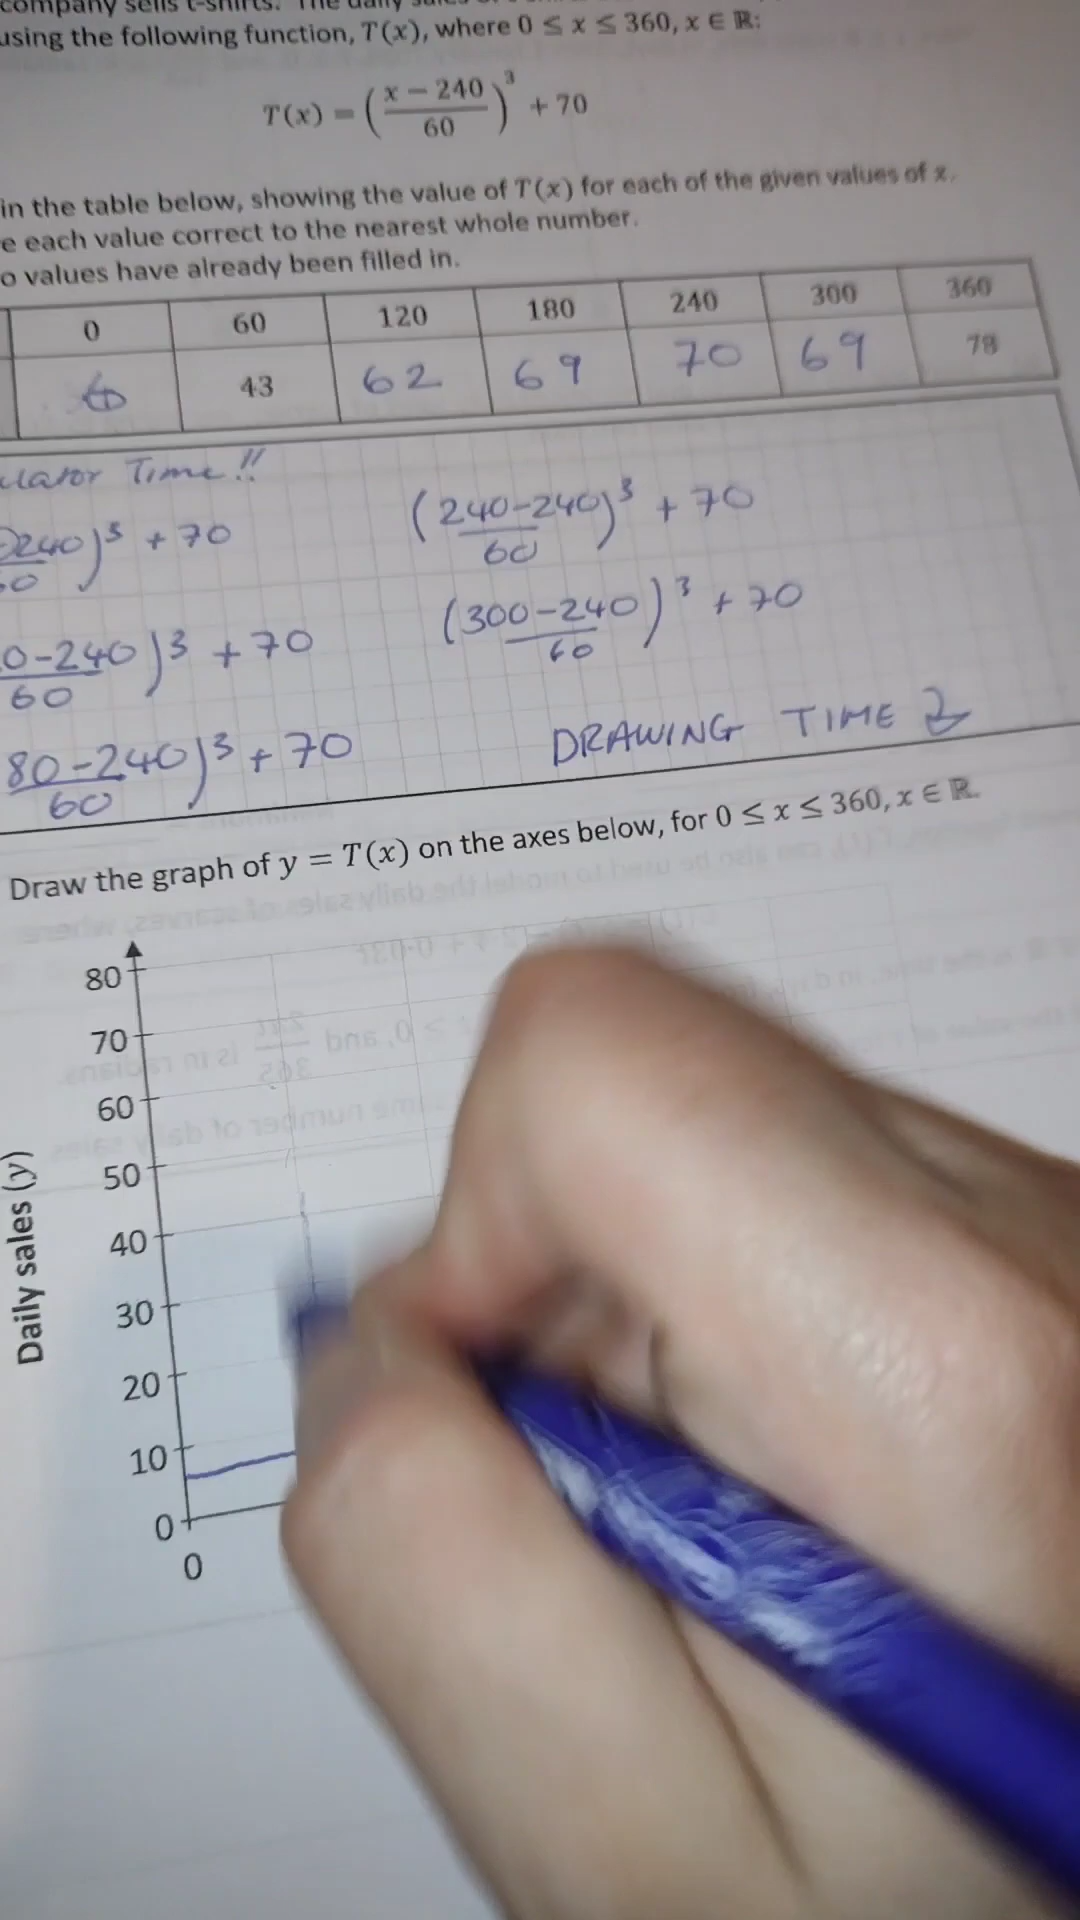 company sells t-shirts. The daily sales of
using the following function, T(x), where 0 ≤ x ≤ 360, x ∈ ℝ:
T(x) = ((x − 240)/60)³ + 70
in the table below, showing the value of T(x) for each of the given values of x.
e each value correct to the nearest whole number.
o values have already been filled in.
0 60 120 180 240 300 360
6 43 62 69 70 69 78
ulator Time!!
240)³ + 70
(240-240)³ + 70
60
0-240)³ + 70
60
(300-240)³ + 70
60
80-240)³ + 70
60
DRAWING TIME
Draw the graph of y = T(x) on the axes below, for 0 ≤ x ≤ 360, x ∈ ℝ.
80
70
60
50
40
30
20
10
0
0
Daily sales (y)